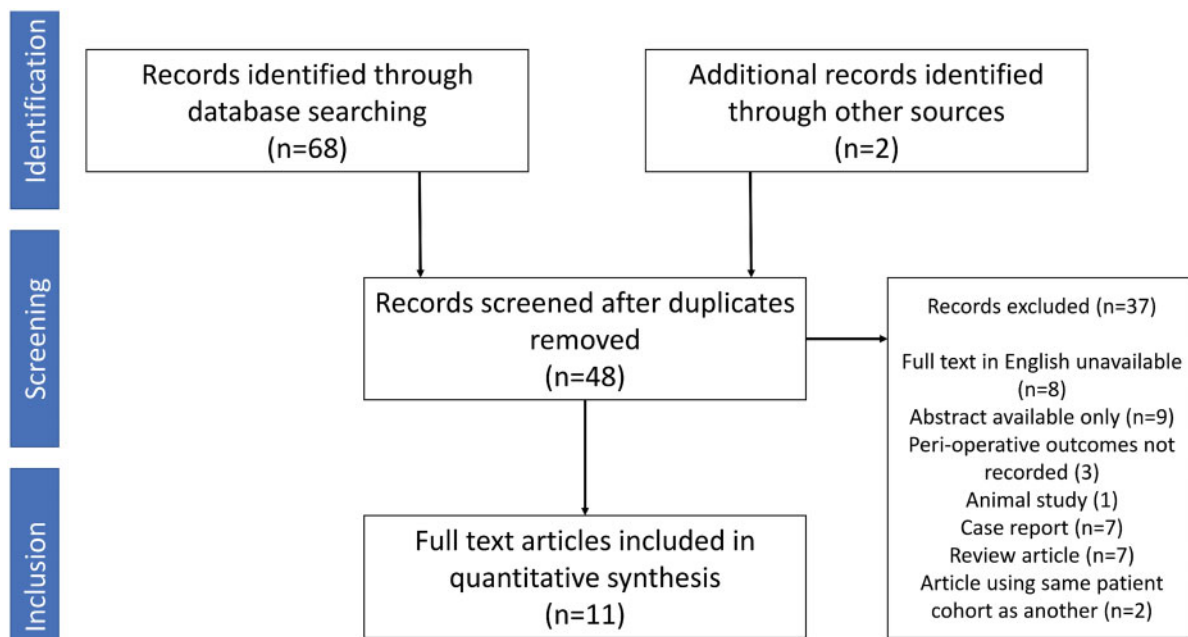 Identification
Records identified through
database searching
(n=68)
Additional records identified
through other sources
(n=2)
Screening
Records screened after duplicates
removed
(n=48)
Records excluded (n=37)
Full text in English unavailable
(n=8)
Abstract available only (n=9)
Peri-operative outcomes not
recorded (3)
Animal study (1)
Case report (n=7)
Review article (n=7)
Article using same patient
cohort as another (n=2)
Inclusion
Full text articles included in
quantitative synthesis
(n=11)